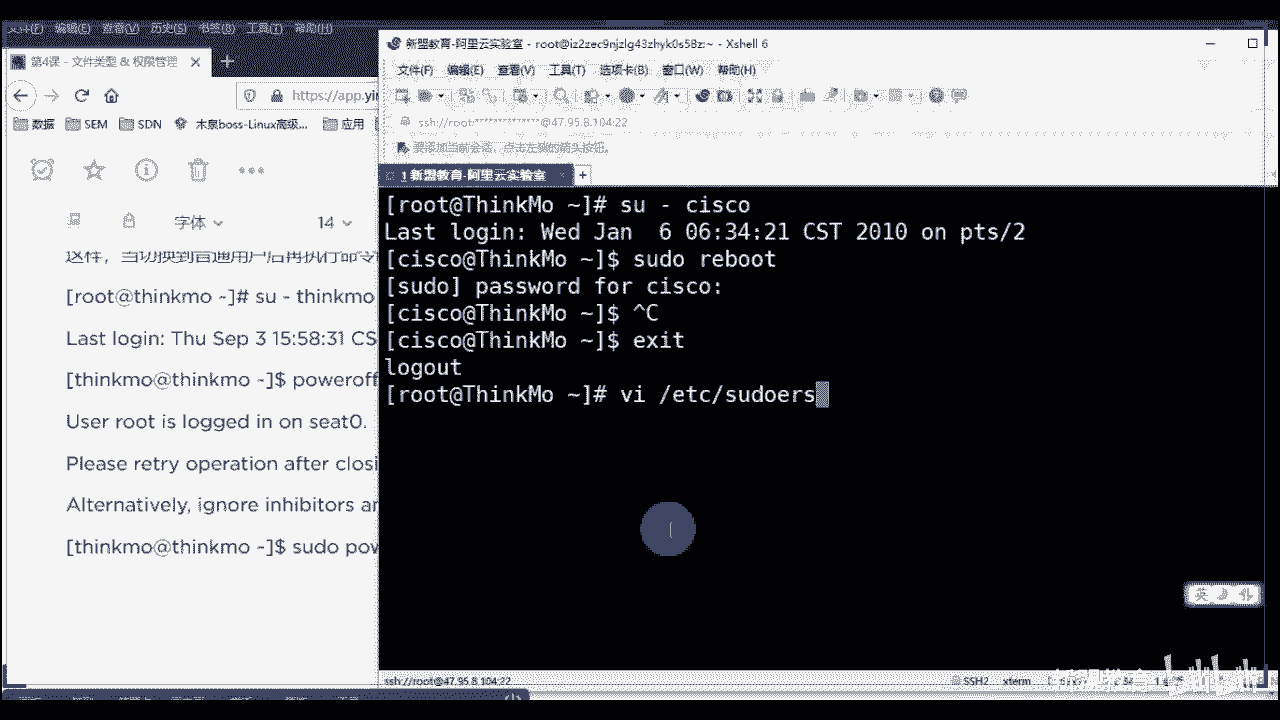 文件(F) 编辑(E) 查看(V) 历史(S) 书签(B) 工具(T) 帮助(H)
第4课 - 文件类型 & 权限管理
https://app.yin
数据 SEM SDN 木泉boss-Linux高级... 应用
字体 14
这样，当切换到普通用户后再执行命令
[root@thinkmo ~]# su - thinkmo
Last login: Thu Sep 3 15:58:31 CS
[thinkmo@thinkmo ~]$ poweroff
User root is logged in on seat0.
Please retry operation after closi
Alternatively, ignore inhibitors an
[thinkmo@thinkmo ~]$ sudo pow
新盟教育-阿里云实验室 - root@iz2zec9njzlg43zhyk0s58z:~ - Xshell 6
文件(F) 编辑(E) 查看(V) 工具(T) 选项卡(B) 窗口(W) 帮助(H)
ssh://root:**************@47.95.8.104:22
要添加当前会话，点击左侧的箭头按钮。
1 新盟教育-阿里云实验室
[root@ThinkMo ~]# su - cisco
Last login: Wed Jan  6 06:34:21 CST 2010 on pts/2
[cisco@ThinkMo ~]$ sudo reboot
[sudo] password for cisco:
[cisco@ThinkMo ~]$ ^C
[cisco@ThinkMo ~]$ exit
logout
[root@ThinkMo ~]# vi /etc/sudoers
英
ssh://root@47.95.8.104:22 SSH2 xterm
bilibili